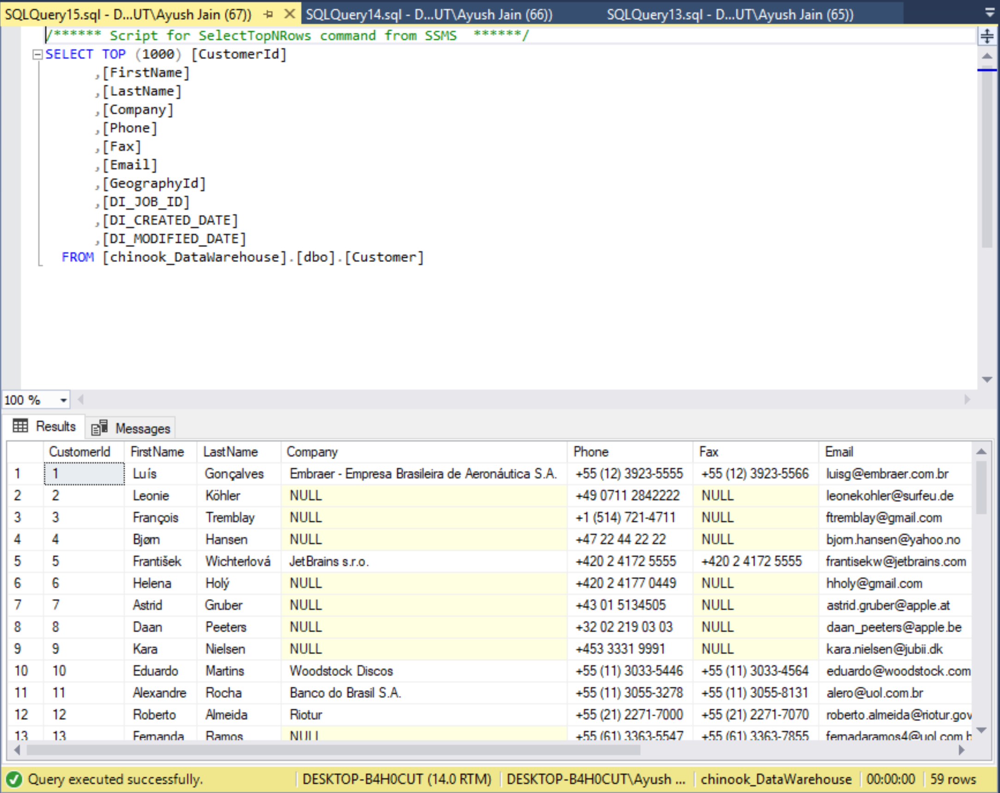 SQLQuery15.sql - D...UT\Ayush Jain (67)) SQLQuery14.sql - D...UT\Ayush Jain (66)) SQLQuery13.sql - D...UT\Ayush Jain (65))
/****** Script for SelectTopNRows command from SSMS ******/
SELECT TOP (1000) [CustomerId]
,[FirstName]
,[LastName]
,[Company]
,[Phone]
,[Fax]
,[Email]
,[GeographyId]
,[DI_JOB_ID]
,[DI_CREATED_DATE]
,[DI_MODIFIED_DATE]
FROM [chinook_DataWarehouse].[dbo].[Customer]
100 %
Results Messages
CustomerId FirstName LastName Company Phone Fax Email
1 1 Luís Gonçalves Embraer - Empresa Brasileira de Aeronáutica S.A. +55 (12) 3923-5555 +55 (12) 3923-5566 luisg@embraer.com.br
2 2 Leonie Köhler NULL +49 0711 2842222 NULL leonekohler@surfeu.de
3 3 François Tremblay NULL +1 (514) 721-4711 NULL ftremblay@gmail.com
4 4 Bjørn Hansen NULL +47 22 44 22 22 NULL bjorn.hansen@yahoo.no
5 5 František Wichterlová JetBrains s.r.o. +420 2 4172 5555 +420 2 4172 5555 frantisekw@jetbrains.com
6 6 Helena Holý NULL +420 2 4177 0449 NULL hholy@gmail.com
7 7 Astrid Gruber NULL +43 01 5134505 NULL astrid.gruber@apple.at
8 8 Daan Peeters NULL +32 02 219 03 03 NULL daan_peeters@apple.be
9 9 Kara Nielsen NULL +453 3331 9991 NULL kara.nielsen@jubii.dk
10 10 Eduardo Martins Woodstock Discos +55 (11) 3033-5446 +55 (11) 3033-4564 eduardo@woodstock.com
11 11 Alexandre Rocha Banco do Brasil S.A. +55 (11) 3055-3278 +55 (11) 3055-8131 alero@uol.com.br
12 12 Roberto Almeida Riotur +55 (21) 2271-7000 +55 (21) 2271-7070 roberto.almeida@riotur.gov
13 13 Fernanda Ramos NULL +55 (61) 3363-5547 +55 (61) 3363-7855 fernadaramos4@uol.com.b
Query executed successfully. DESKTOP-B4H0CUT (14.0 RTM) DESKTOP-B4H0CUT\Ayush ... chinook_DataWarehouse 00:00:00 59 rows